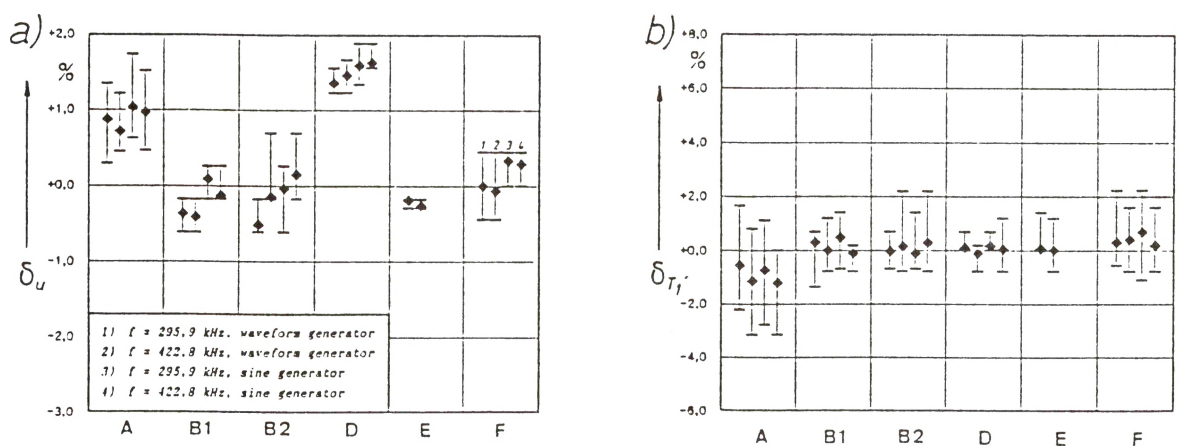 a)
+2,0
%
+1,0
+0,0
-1,0
-2,0
-3,0
δu
1 2 3 4
1) f = 295,9 kHz, waveform generator
2) f = 422,8 kHz, waveform generator
3) f = 295,9 kHz, sine generator
4) f = 422,8 kHz, sine generator
A B1 B2 D E F
b)
+8,0
%
+6,0
+4,0
+2,0
+0,0
-2,0
-4,0
-6,0
δT1'
A B1 B2 D E F